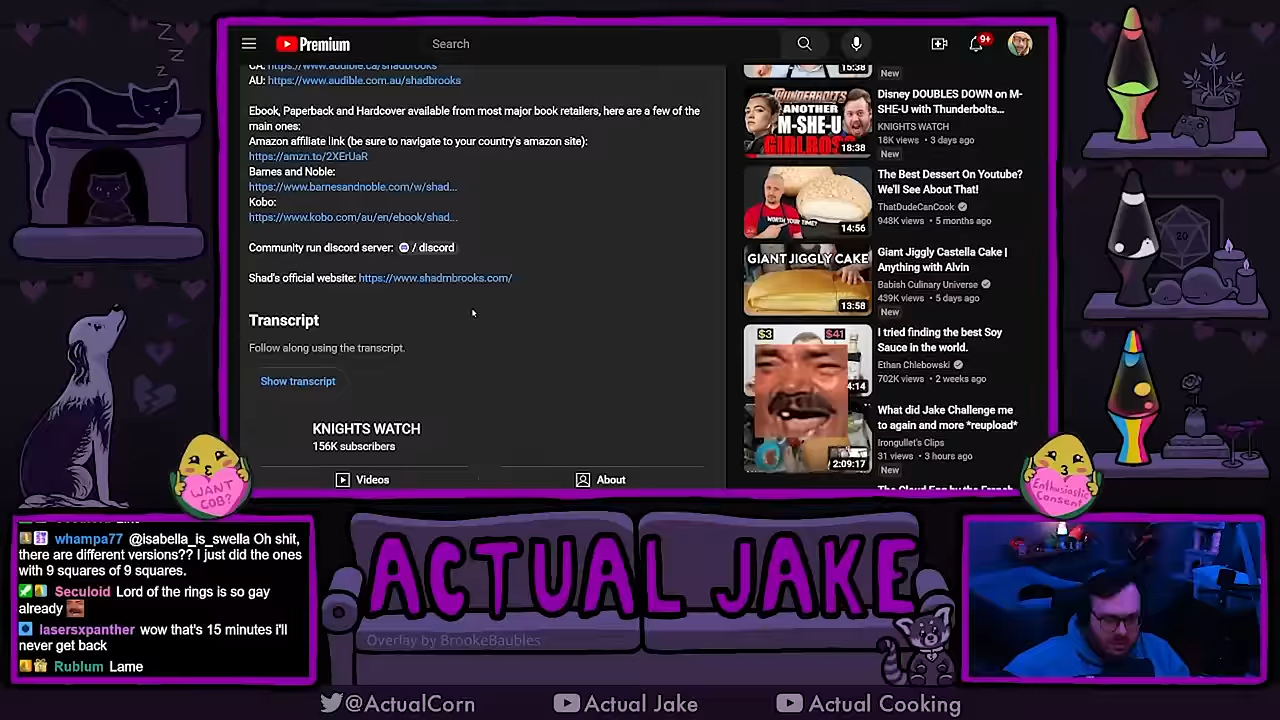 Premium
Search
9+
CA: https://www.audible.ca/shadbrooks
AU: https://www.audible.com.au/shadbrooks
Ebook, Paperback and Hardcover available from most major book retailers, here are a few of the
main ones:
Amazon affiliate link (be sure to navigate to your country's amazon site):
https://amzn.to/2XErUaR
Barnes and Noble:
https://www.barnesandnoble.com/w/shad...
Kobo:
https://www.kobo.com/au/en/ebook/shad...
Community run discord server: / discord
Shad's official website: https://www.shadmbrooks.com/
Transcript
Follow along using the transcript.
Show transcript
KNIGHTS WATCH
156K subscribers
Videos
About
15:38
New
THUNDERBOLTS
ANOTHER
M-SHE-U
GIRLBOSS
18:38
Disney DOUBLES DOWN on M-
SHE-U with Thunderbolts...
KNIGHTS WATCH
18K views • 3 days ago
New
WORTH YOUR TIME?
14:56
The Best Dessert On Youtube?
We'll See About That!
ThatDudeCanCook
948K views • 5 months ago
GIANT JIGGLY CAKE
13:58
Giant Jiggly Castella Cake |
Anything with Alvin
Babish Culinary Universe
439K views • 5 days ago
New
$3
$41
4:14
I tried finding the best Soy
Sauce in the world.
Ethan Chlebowski
702K views • 2 weeks ago
2:09:17
What did Jake Challenge me
to again and more *reupload*
Irongullet's Clips
31 views • 3 hours ago
New
Z
Z
Z
20
WANT
COB?
Enthusiastic
Consent
whampa77 @isabella_is_swella Oh shit,
there are different versions?? I just did the ones
with 9 squares of 9 squares.
Seculoid Lord of the rings is so gay
already
lasersxpanther wow that's 15 minutes i'll
never get back
Rublum Lame
ACTUAL JAKE
Overlay by BrookeBaubles
@ActualCorn
Actual Jake
Actual Cooking